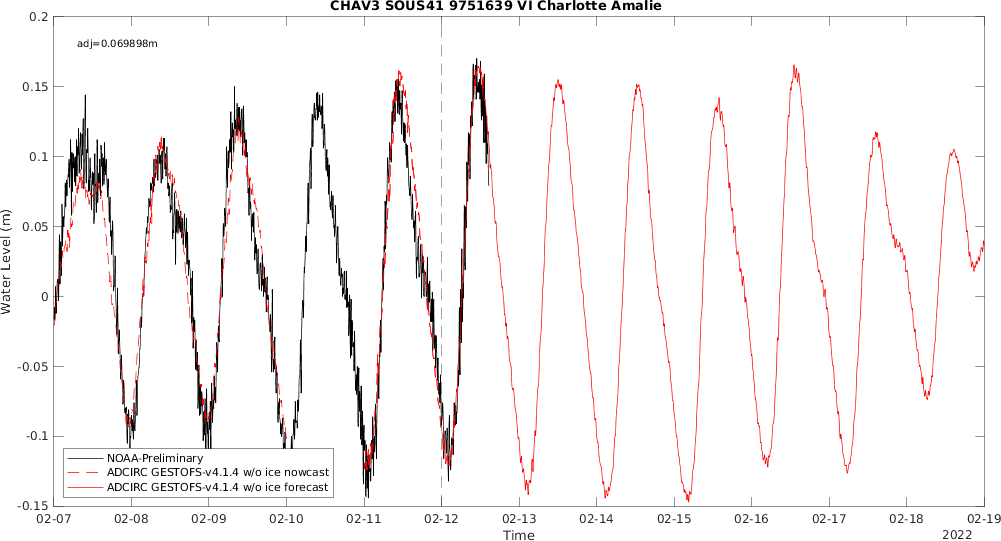 CHAV3 SOUS41 9751639 VI Charlotte Amalie
adj=0.069898m
0.2
0.15
0.1
0.05
0
-0.05
-0.1
-0.15
Water Level (m)
NOAA-Preliminary
ADCIRC GESTOFS-v4.1.4 w/o ice nowcast
ADCIRC GESTOFS-v4.1.4 w/o ice forecast
02-07 02-08 02-09 02-10 02-11 02-12 02-13 02-14 02-15 02-16 02-17 02-18 02-19
Time
2022